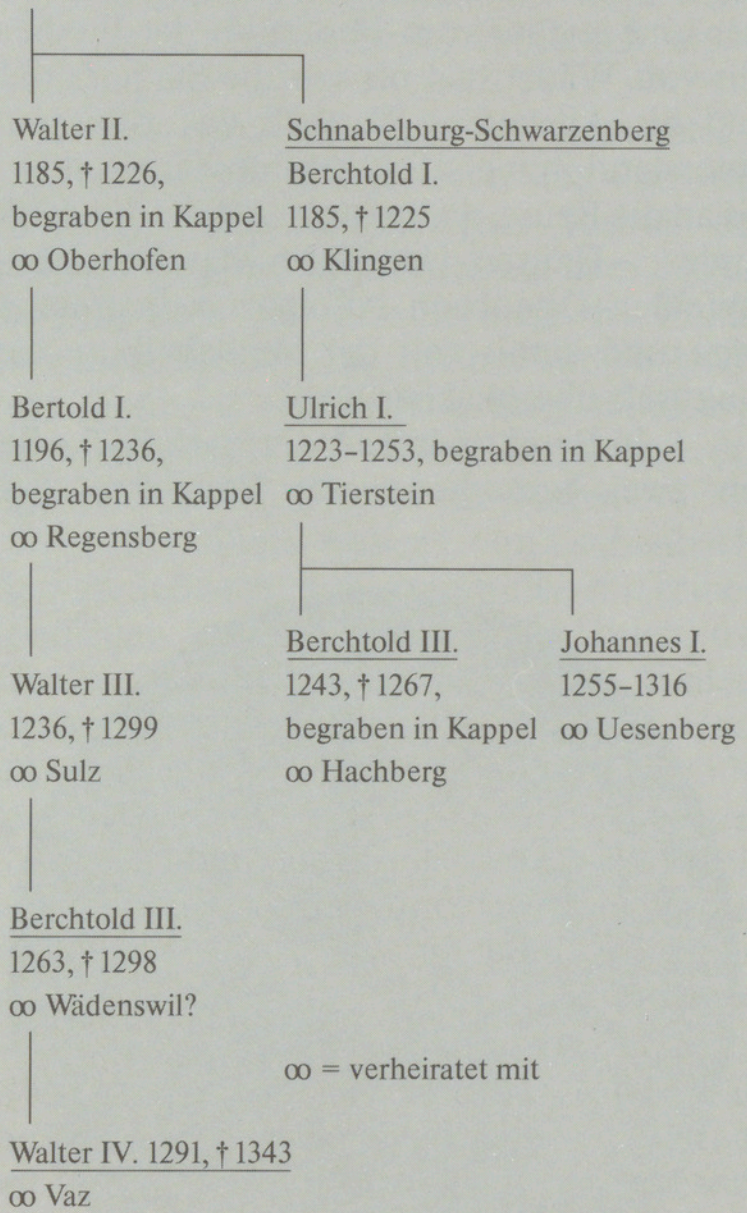 Walter II.
1185, † 1226,
begraben in Kappel
∞ Oberhofen
Schnabelburg-Schwarzenberg
Berchtold I.
1185, † 1225
∞ Klingen
Bertold I.
1196, † 1236,
begraben in Kappel
∞ Regensberg
Ulrich I.
1223–1253, begraben in Kappel
∞ Tierstein
Walter III.
1236, † 1299
∞ Sulz
Berchtold III.
1243, † 1267,
begraben in Kappel
∞ Hachberg
Johannes I.
1255–1316
∞ Uesenberg
Berchtold III.
1263, † 1298
∞ Wädenswil?
∞ = verheiratet mit
Walter IV. 1291, † 1343
∞ Vaz